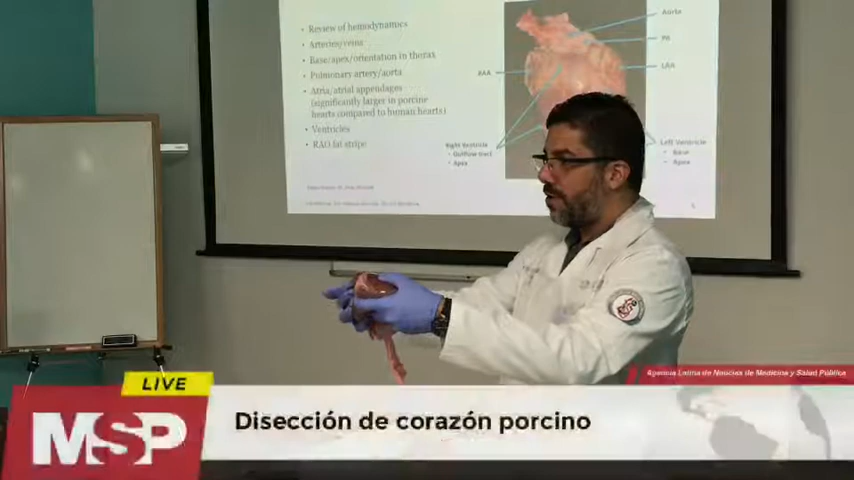 • Review of hemodynamics
• Arteries/veins
• Base/apex/orientation in thorax
• Pulmonary artery/aorta
• Atria/atrial appendages
(significantly larger in porcine
hearts compared to human hearts)
• Ventricles
• RAO fat stripe
Aorta
PA
LAA
RAA
Right Ventricle
• Outflow tract
• Apex
Left Ventricle
• Base
• Apex
Agencia Latina de Noticias de Medicina y Salud Pública
LIVE
MSP
Disección de corazón porcino